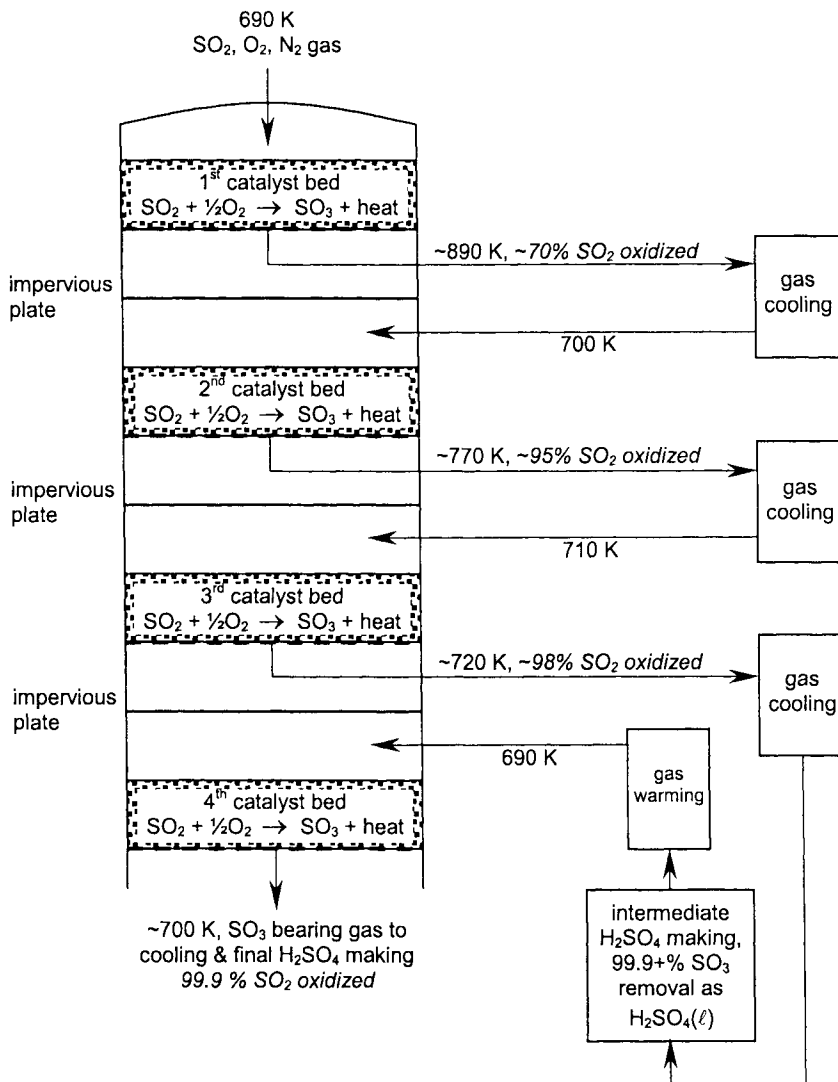 690 K
SO₂, O₂, N₂ gas
1ˢᵗ catalyst bed
SO₂ + ½O₂ → SO₃ + heat
~890 K, ~70% SO₂ oxidized
gas
cooling
impervious
plate
700 K
2ⁿᵈ catalyst bed
SO₂ + ½O₂ → SO₃ + heat
~770 K, ~95% SO₂ oxidized
gas
cooling
impervious
plate
710 K
3ʳᵈ catalyst bed
SO₂ + ½O₂ → SO₃ + heat
~720 K, ~98% SO₂ oxidized
gas
cooling
impervious
plate
690 K
gas
warming
4ᵗʰ catalyst bed
SO₂ + ½O₂ → SO₃ + heat
~700 K, SO₃ bearing gas to
cooling & final H₂SO₄ making
99.9 % SO₂ oxidized
intermediate
H₂SO₄ making,
99.9+% SO₃
removal as
H₂SO₄(ℓ)